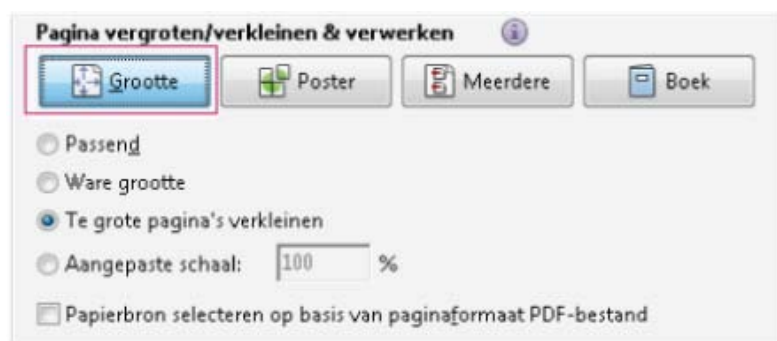 Pagina vergroten/verkleinen & verwerken
Grootte Poster Meerdere Boek
Passend
Ware grootte
Te grote pagina's verkleinen
Aangepaste schaal: 100 %
Papierbron selecteren op basis van paginaformaat PDF-bestand